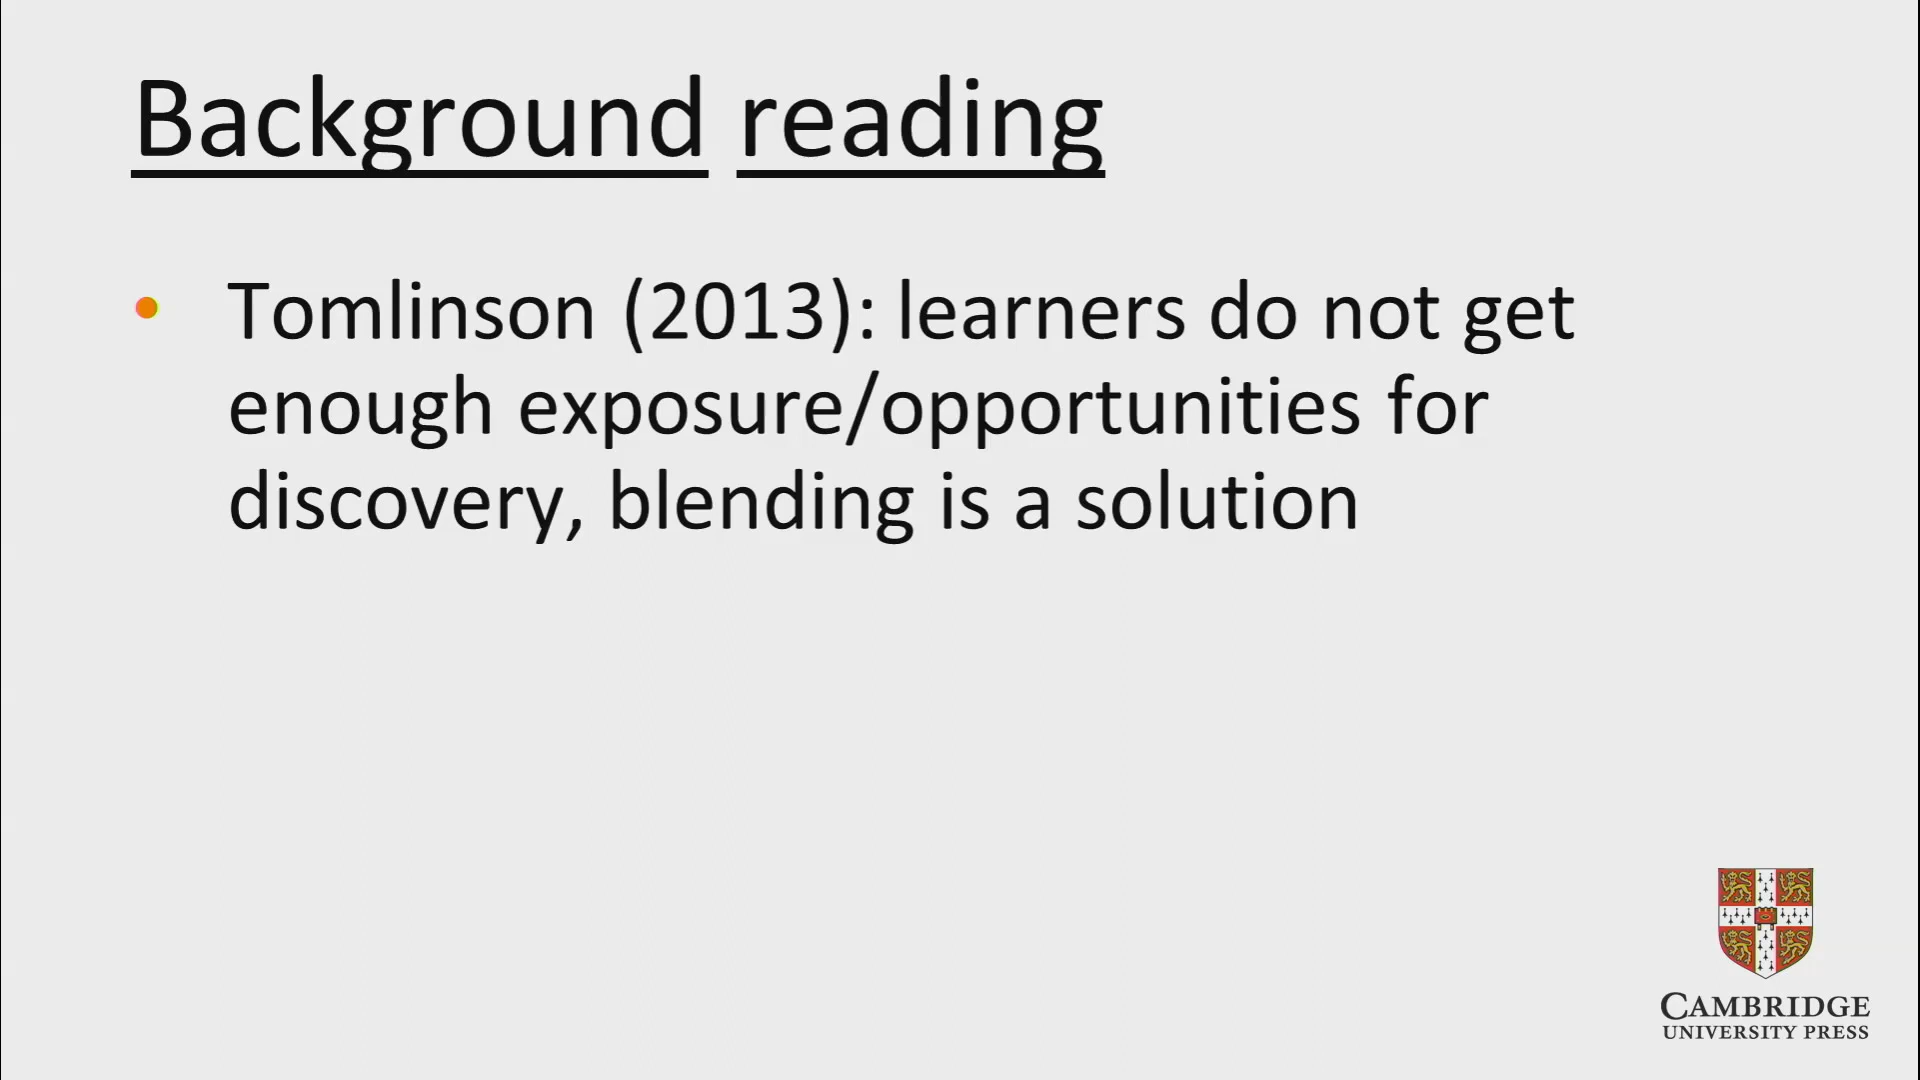 Background reading
• Tomlinson (2013): learners do not get
enough exposure/opportunities for
discovery, blending is a solution
CAMBRIDGE
UNIVERSITY PRESS